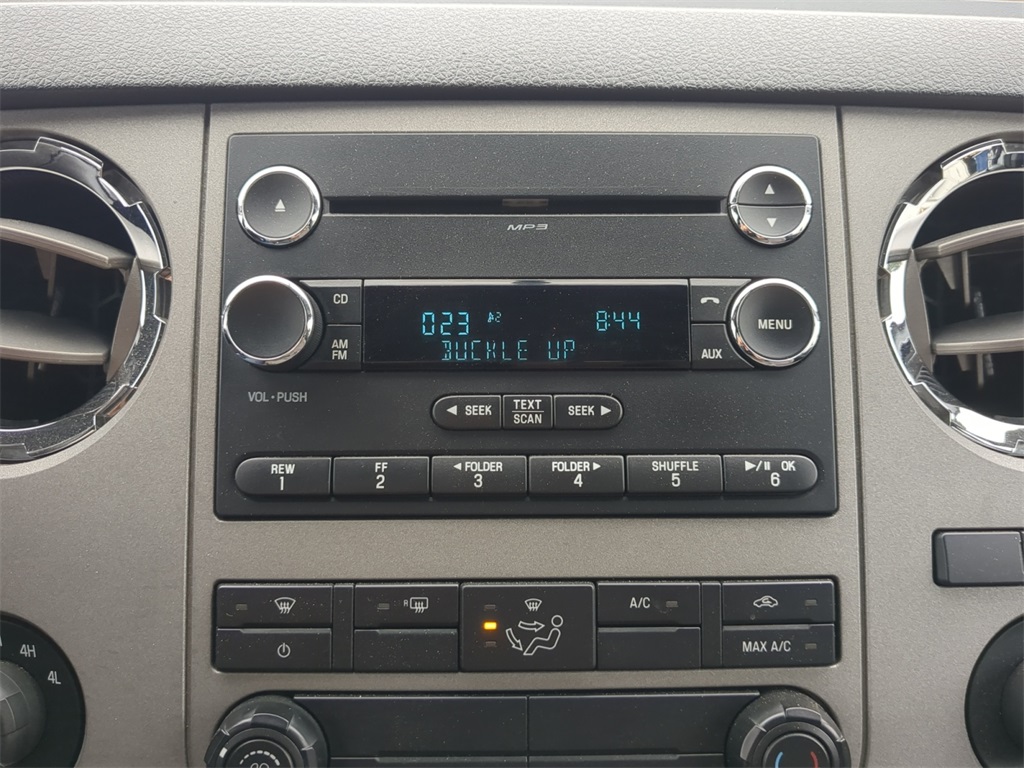 MP3
CD
MENU
023 A2 8:44
AM
FM
AUX
BUCKLE UP
VOL • PUSH
◀ SEEK
TEXT
SCAN
SEEK ▶
REW
1
FF
2
◀ FOLDER
3
FOLDER ▶
4
SHUFFLE
5
▶/II OK
6
R
A/C
MAX A/C
4H
4L